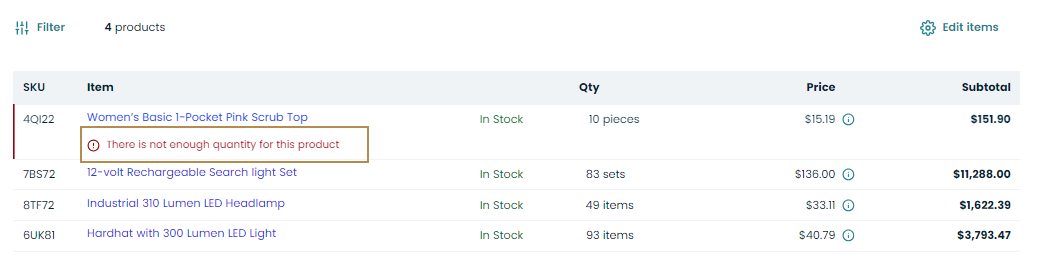 Filter 4 products Edit items
SKU Item Qty Price Subtotal
4QI22 Women's Basic 1-Pocket Pink Scrub Top In Stock 10 pieces $15.19 $151.90
There is not enough quantity for this product
7BS72 12-volt Rechargeable Search light Set In Stock 83 sets $136.00 $11,288.00
8TF72 Industrial 310 Lumen LED Headlamp In Stock 49 items $33.11 $1,622.39
6UK81 Hardhat with 300 Lumen LED Light In Stock 93 items $40.79 $3,793.47